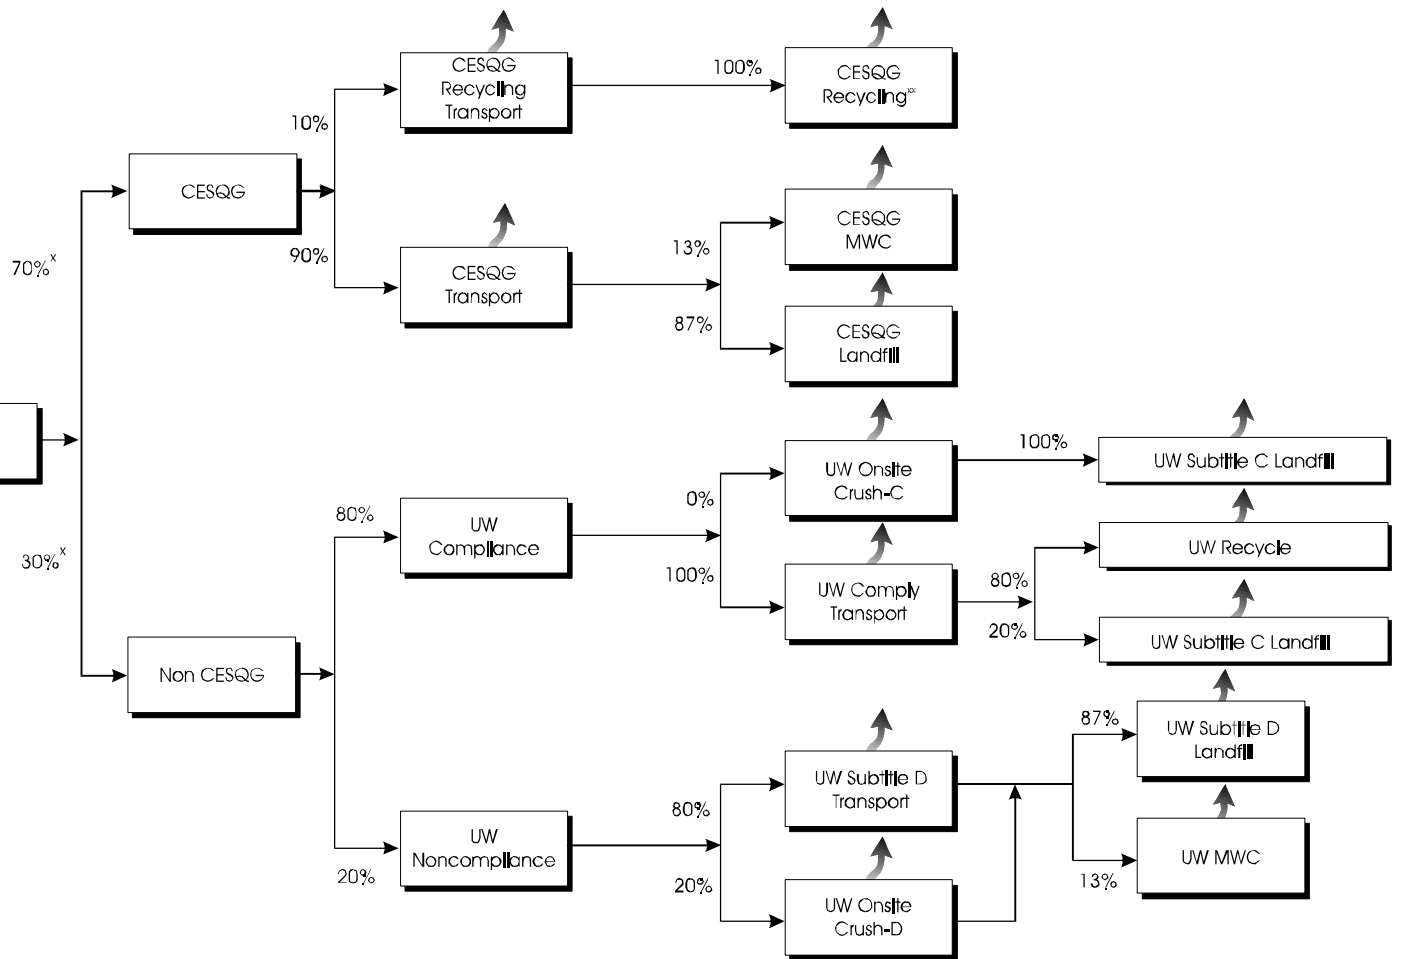 CESQG
Recycling
Transport
100%
CESQG
Recycling^xx
10%
CESQG
90%
CESQG
Transport
13%
CESQG
MWC
87%
CESQG
Landfill
70%^x
30%^x
Non CESQG
80%
UW
Compliance
0%
UW Onsite
Crush-C
100%
UW Subtitle C Landfill
100%
UW Comply
Transport
80%
UW Recycle
20%
UW Subtitle C Landfill
20%
UW
Noncompliance
80%
UW Subtitle D
Transport
20%
UW Onsite
Crush-D
87%
UW Subtitle D
Landfill
13%
UW MWC